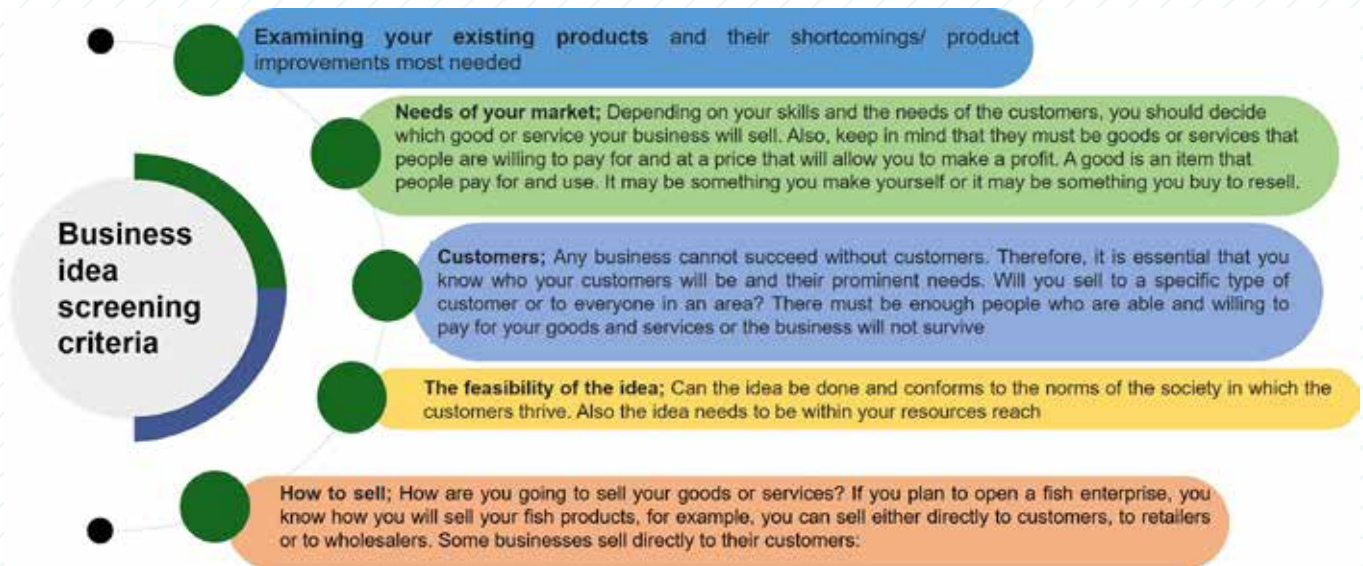 Business
idea
screening
criteria
Examining your existing products and their shortcomings/ product
improvements most needed
Needs of your market; Depending on your skills and the needs of the customers, you should decide
which good or service your business will sell. Also, keep in mind that they must be goods or services that
people are willing to pay for and at a price that will allow you to make a profit. A good is an item that
people pay for and use. It may be something you make yourself or it may be something you buy to resell.
Customers; Any business cannot succeed without customers. Therefore, it is essential that you
know who your customers will be and their prominent needs. Will you sell to a specific type of
customer or to everyone in an area? There must be enough people who are able and willing to
pay for your goods and services or the business will not survive
The feasibility of the idea; Can the idea be done and conforms to the norms of the society in which the
customers thrive. Also the idea needs to be within your resources reach
How to sell; How are you going to sell your goods or services? If you plan to open a fish enterprise, you
know how you will sell your fish products, for example, you can sell either directly to customers, to retailers
or to wholesalers. Some businesses sell directly to their customers: